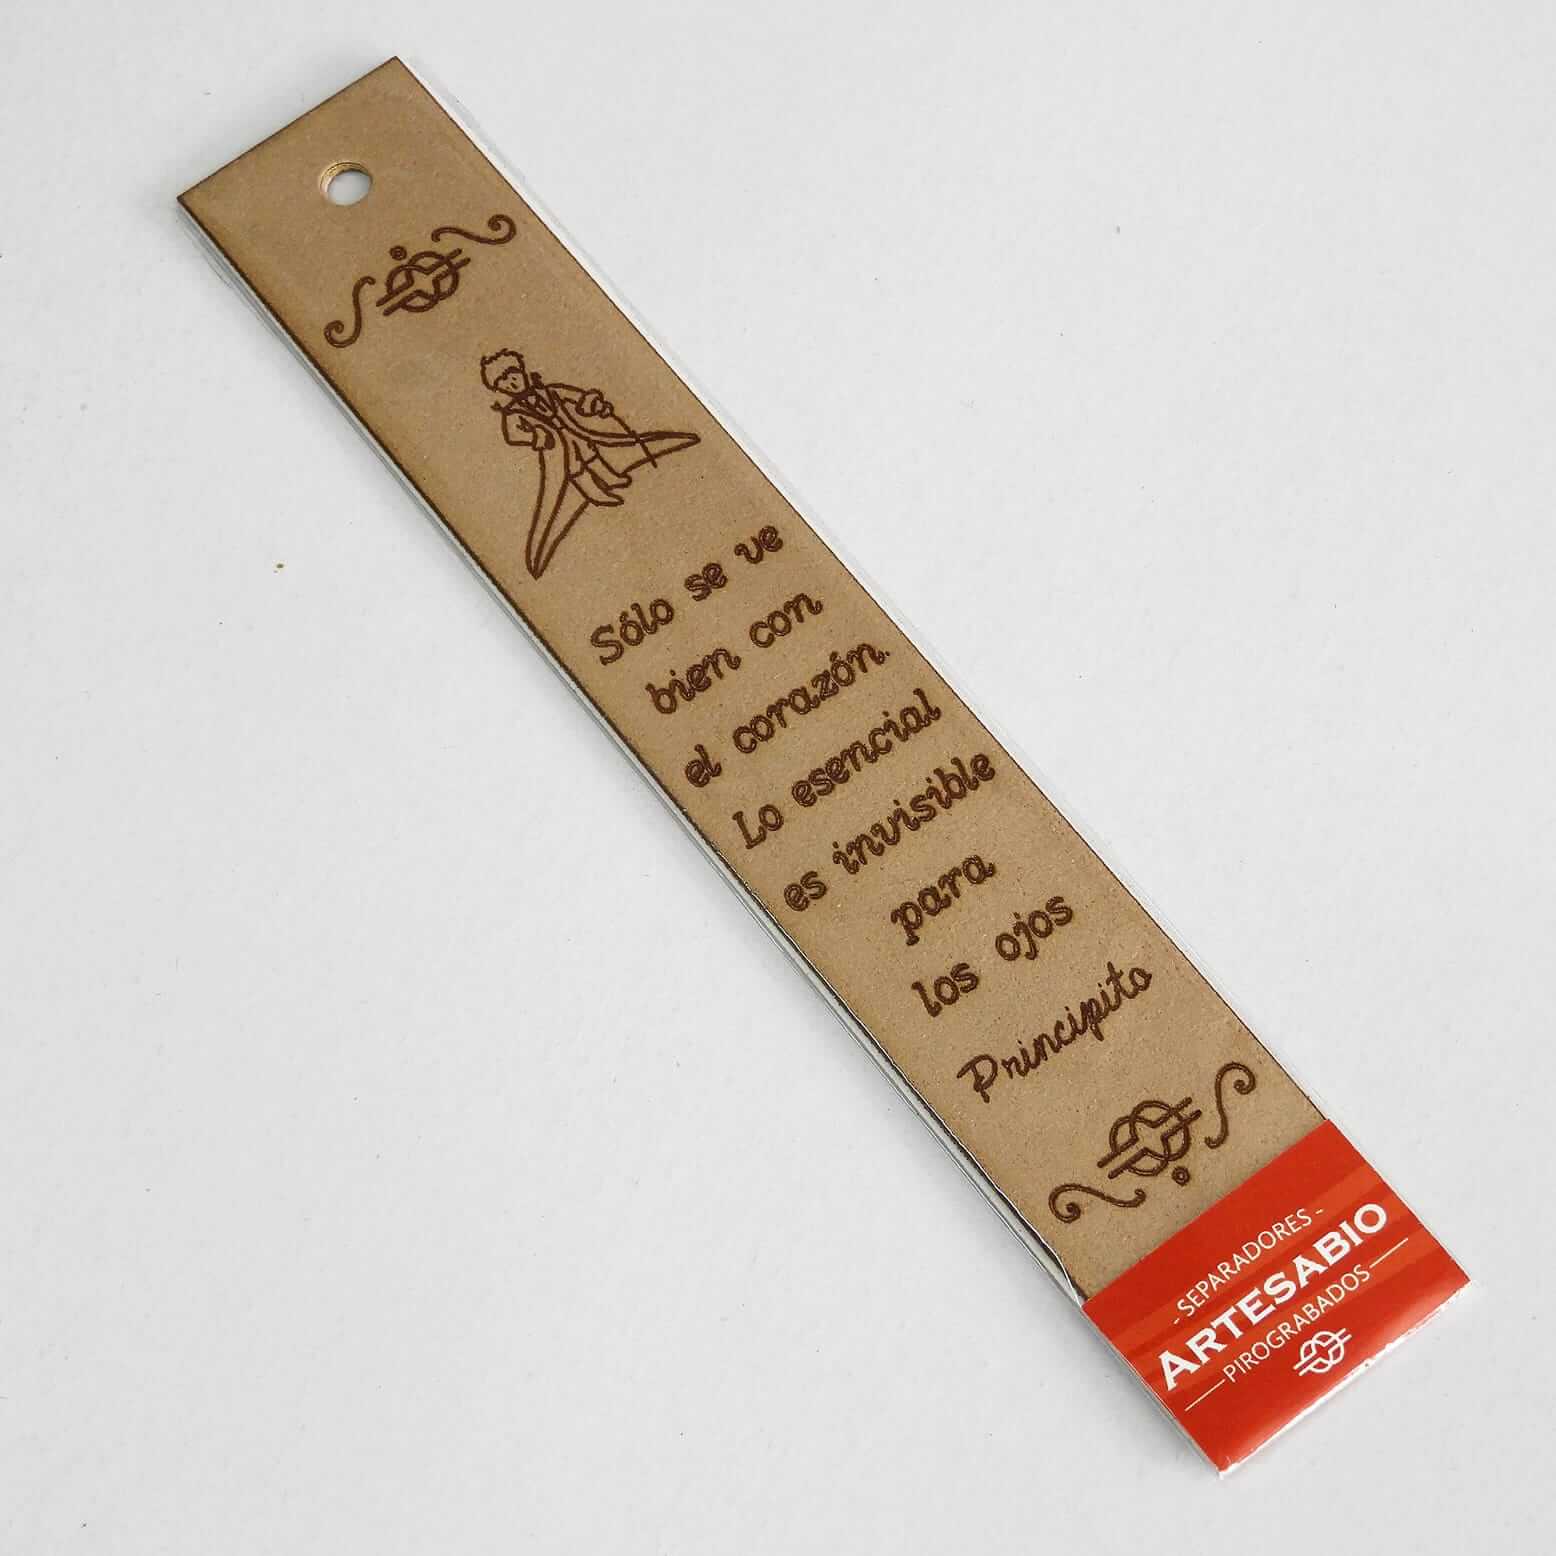 Sólo se ve
bien con
el corazón.
Lo esencial
es invisible
para
los ojos
Principito
- SEPARADORES -
ARTESABIO
PIROGRABADOS